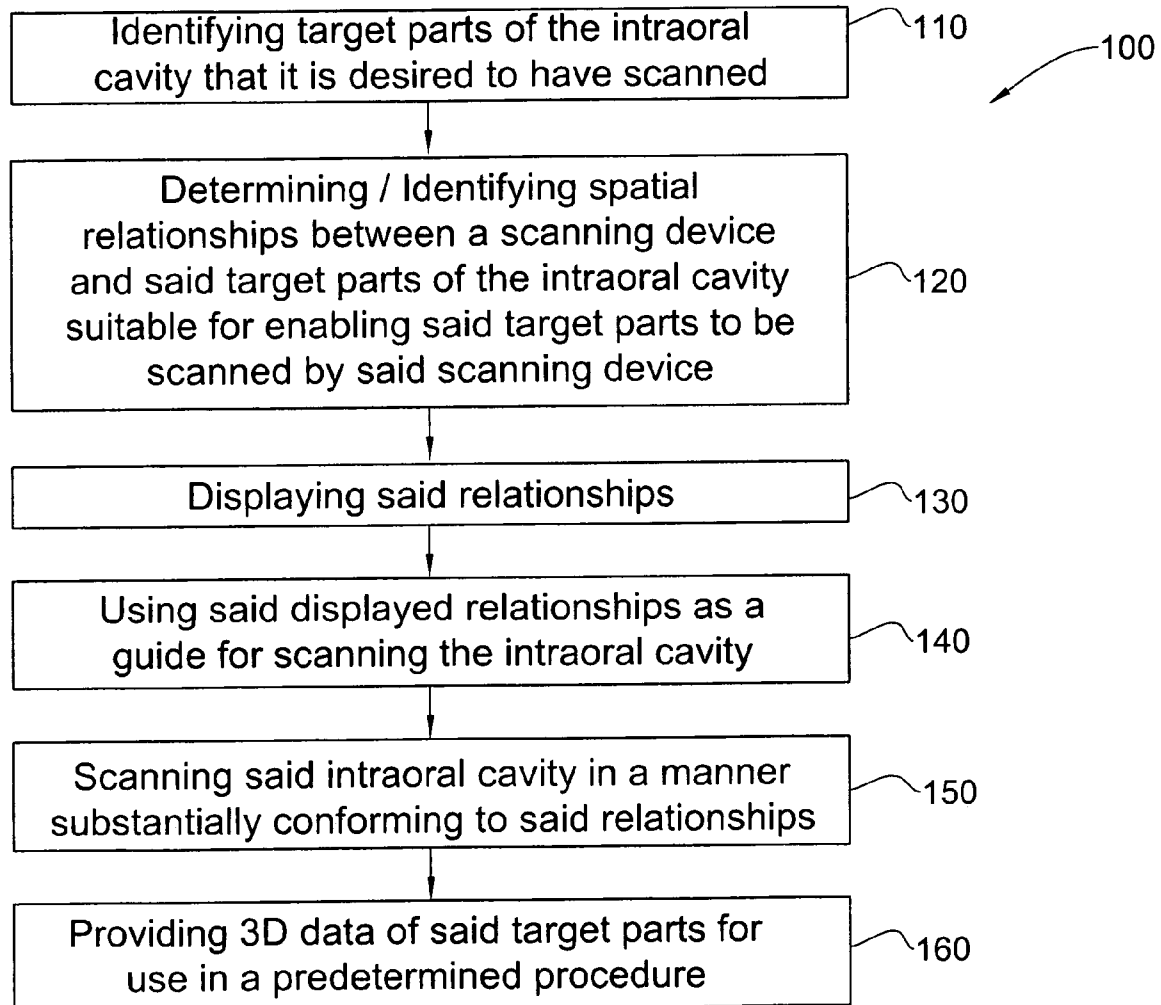 Identifying target parts of the intraoral
cavity that it is desired to have scanned
110
100
Determining / Identifying spatial
relationships between a scanning device
and said target parts of the intraoral cavity
suitable for enabling said target parts to be
scanned by said scanning device
120
Displaying said relationships
130
Using said displayed relationships as a
guide for scanning the intraoral cavity
140
Scanning said intraoral cavity in a manner
substantially conforming to said relationships
150
Providing 3D data of said target parts for
use in a predetermined procedure
160